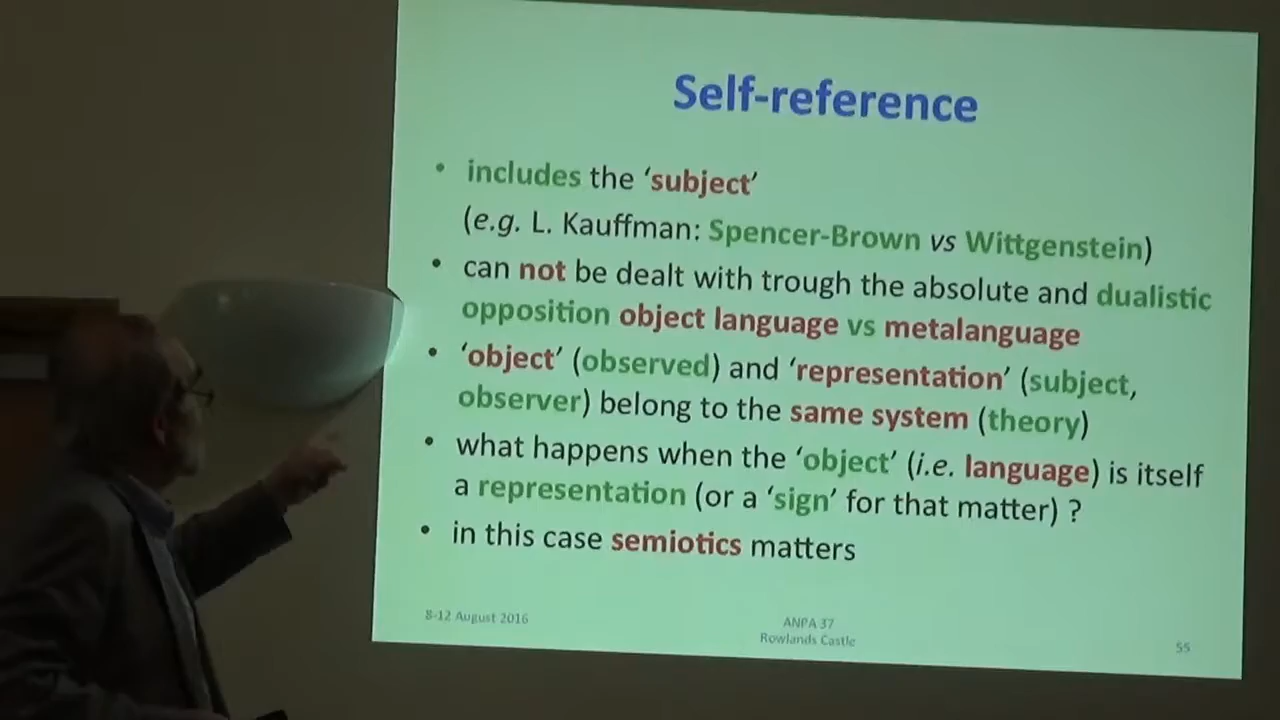 Self-reference
• includes the ‘subject’
(e.g. L. Kauffman: Spencer-Brown vs Wittgenstein)
• can not be dealt with trough the absolute and dualistic
opposition object language vs metalanguage
• ‘object’ (observed) and ‘representation’ (subject,
observer) belong to the same system (theory)
• what happens when the ‘object’ (i.e. language) is itself
a representation (or a ‘sign’ for that matter) ?
• in this case semiotics matters
8-12 August 2016
ANPA 37
Rowlands Castle
55